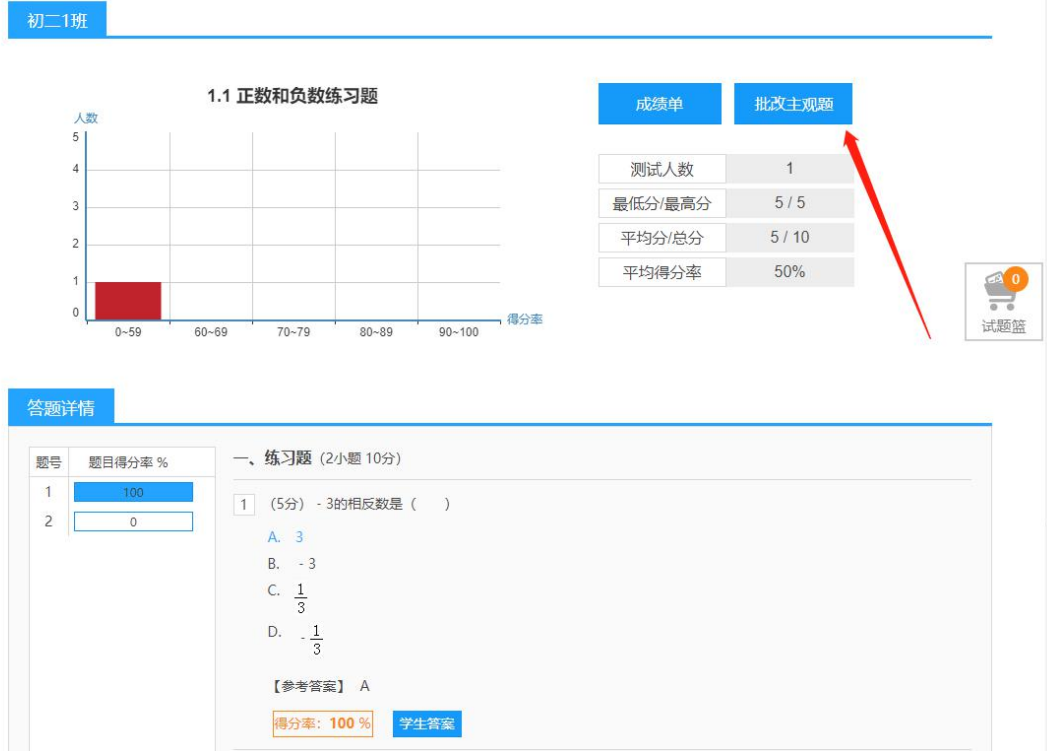 初二1班
1.1 正数和负数练习题
人数
5
4
3
2
1
0
0~59 60~69 70~79 80~89 90~100
得分率
成绩单 批改主观题
测试人数 1
最低分/最高分 5 / 5
平均分/总分 5 / 10
平均得分率 50%
0
试题篮
答题详情
题号 题目得分率 %
1 100
2 0
一、练习题（2小题 10分）
1 （5分） - 3的相反数是（ ）
A. 3
B. - 3
C. 1/3
D. - 1/3
【参考答案】 A
得分率：100 % 学生答案